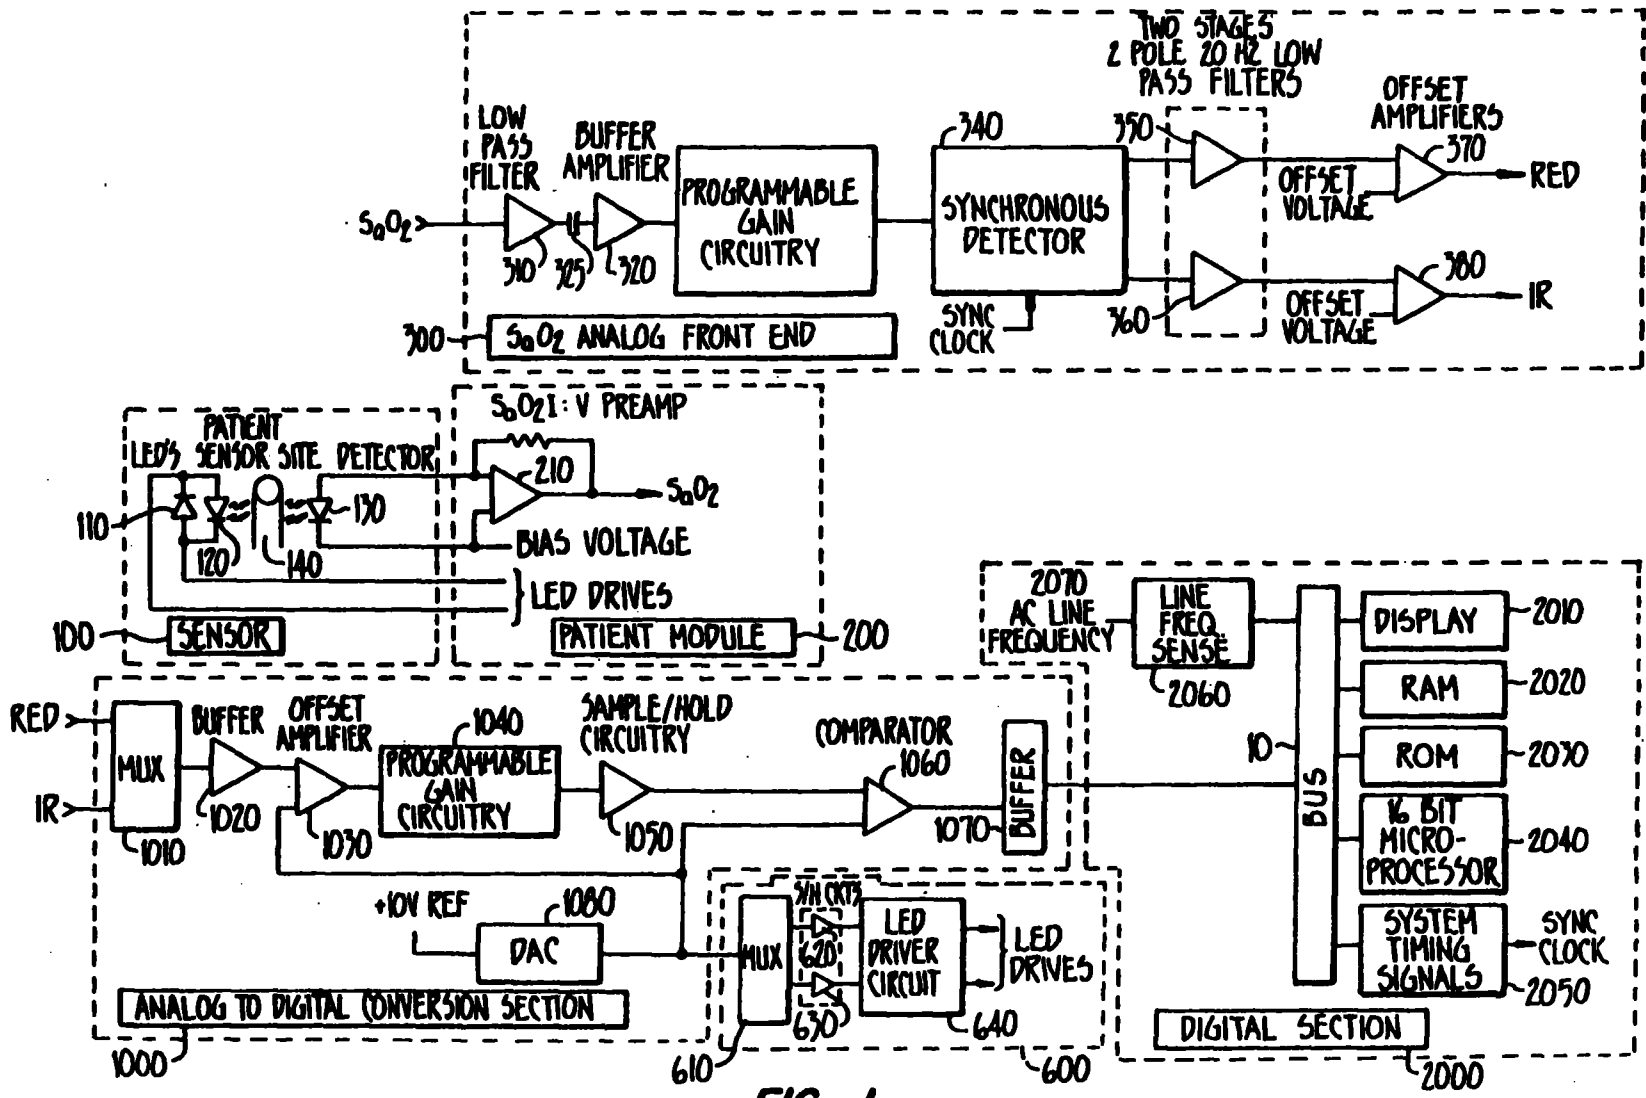 TWO STAGES
2 POLE 20 HZ LOW
PASS FILTERS
OFFSET
AMPLIFIERS
LOW
PASS
FILTER
BUFFER
AMPLIFIER
340
350
370
PROGRAMMABLE
GAIN
CIRCUITRY
SYNCHRONOUS
DETECTOR
OFFSET
VOLTAGE
RED
SaO2
310
325
320
360
380
OFFSET
VOLTAGE
IR
SYNC
CLOCK
300
SaO2 ANALOG FRONT END
SaO2 I:V PREAMP
PATIENT
LED'S SENSOR SITE DETECTOR
210
SaO2
110
120
140
130
BIAS VOLTAGE
LED DRIVES
100
SENSOR
PATIENT MODULE
200
2070
AC LINE
FREQUENCY
LINE
FREQ.
SENSE
2060
DISPLAY
2010
RAM
2020
10
BUS
ROM
2030
16 BIT
MICRO-
PROCESSOR
2040
SYSTEM
TIMING
SIGNALS
2050
SYNC
CLOCK
DIGITAL SECTION
2000
RED
IR
MUX
1010
BUFFER
1020
OFFSET
AMPLIFIER
1030
1040
PROGRAMMABLE
GAIN
CIRCUITRY
SAMPLE/HOLD
CIRCUITRY
1050
COMPARATOR
1060
1070
BUFFER
+10V REF
1080
DAC
ANALOG TO DIGITAL CONVERSION SECTION
1000
S/H CKTS
MUX
620
630
610
LED
DRIVER
CIRCUIT
640
LED
DRIVES
600